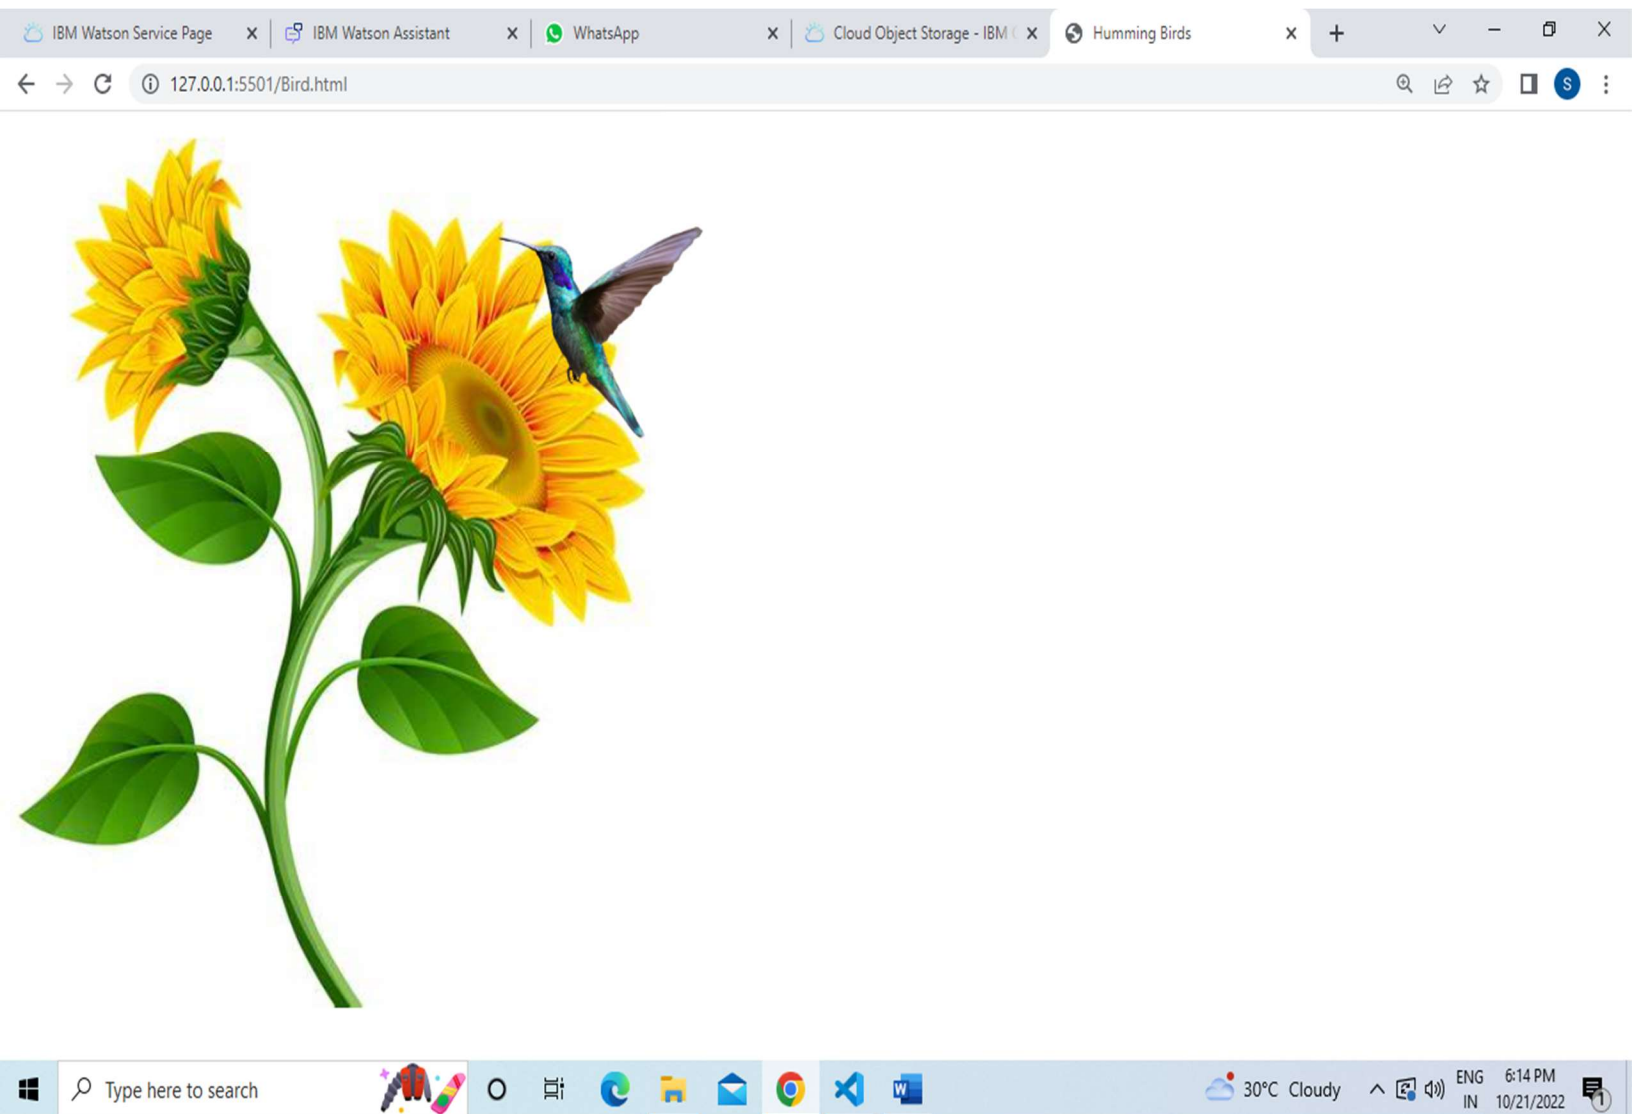 IBM Watson Service Page
IBM Watson Assistant
WhatsApp
Cloud Object Storage - IBM
Humming Birds
127.0.0.1:5501/Bird.html
S
Type here to search
W
30°C Cloudy
ENG
IN
6:14 PM
10/21/2022
1